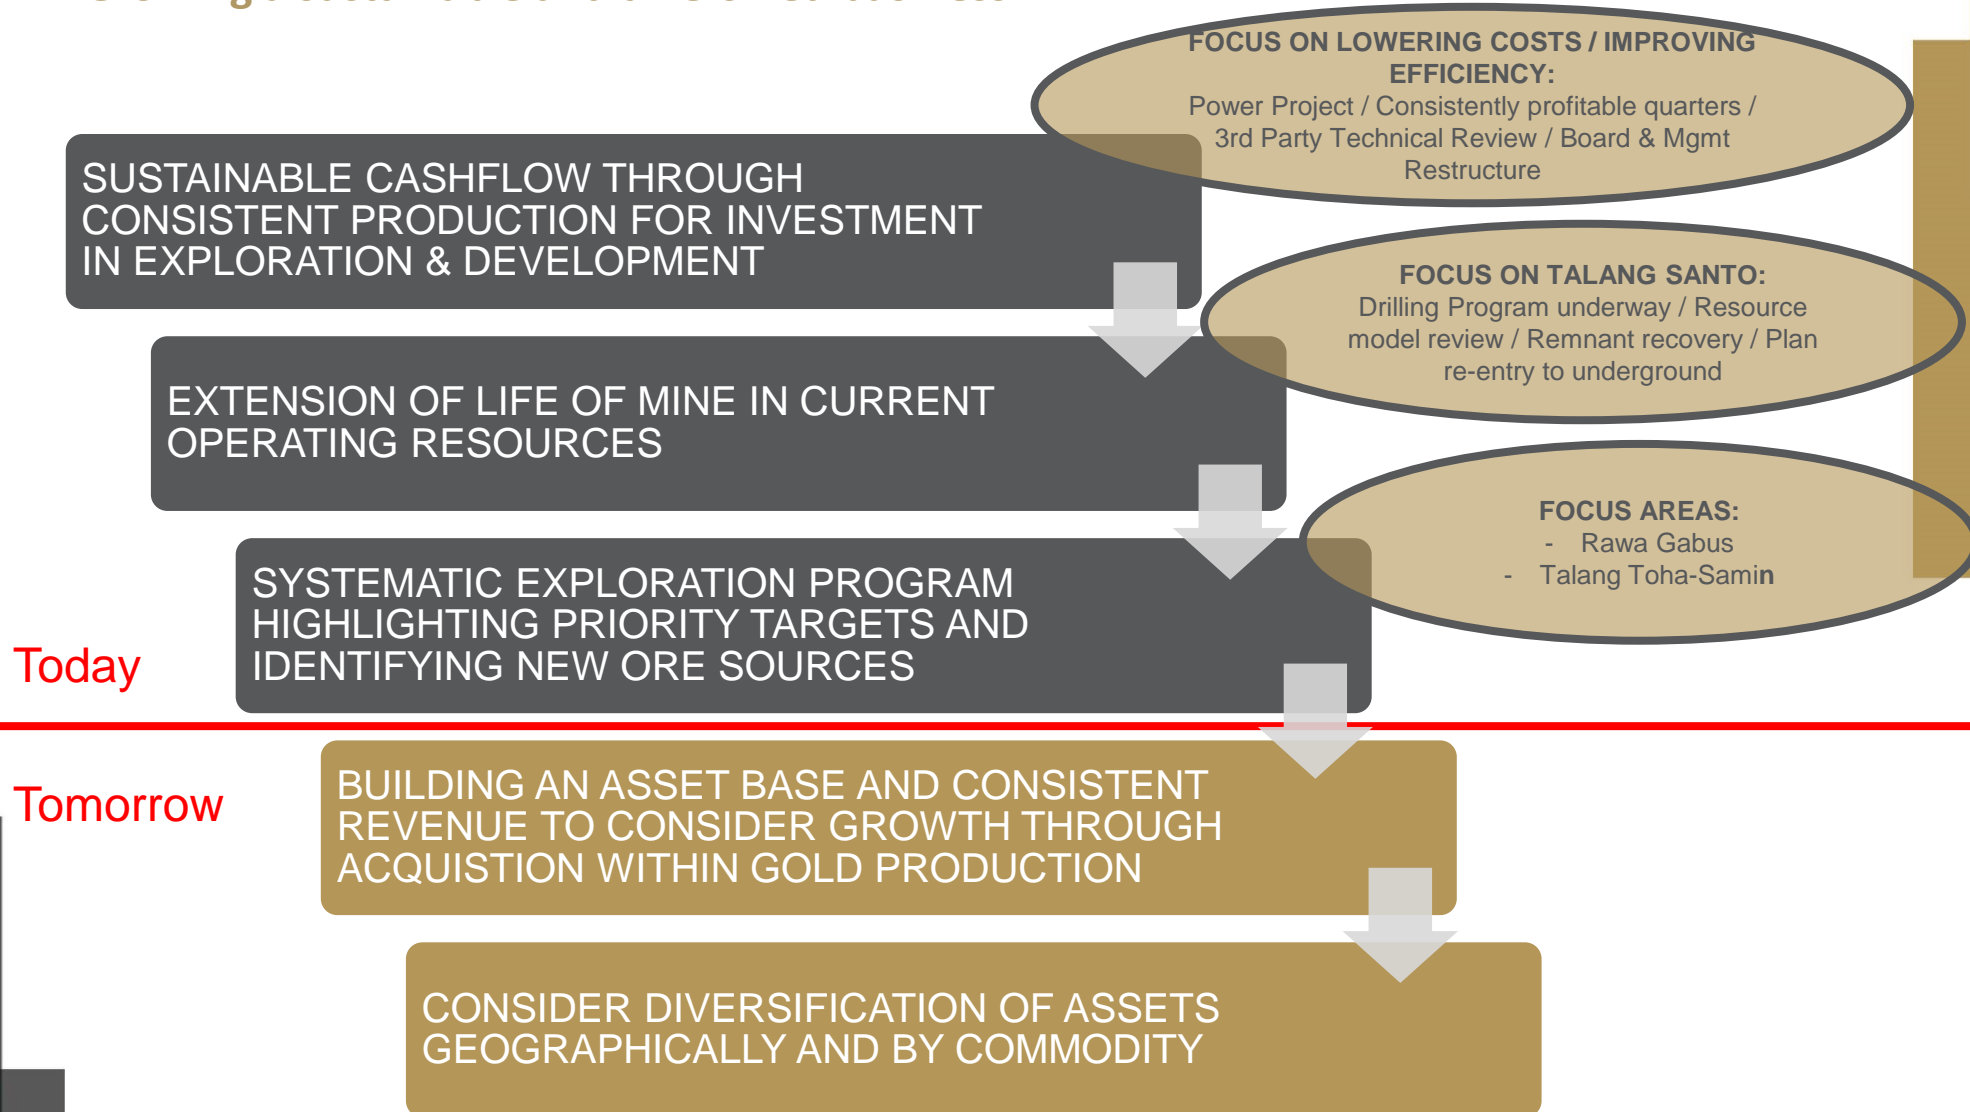 FOCUS ON LOWERING COSTS / IMPROVING
EFFICIENCY:
Power Project / Consistently profitable quarters /
3rd Party Technical Review / Board & Mgmt
Restructure
SUSTAINABLE CASHFLOW THROUGH
CONSISTENT PRODUCTION FOR INVESTMENT
IN EXPLORATION & DEVELOPMENT
FOCUS ON TALANG SANTO:
Drilling Program underway / Resource
model review / Remnant recovery / Plan
re-entry to underground
EXTENSION OF LIFE OF MINE IN CURRENT
OPERATING RESOURCES
FOCUS AREAS:
- Rawa Gabus
- Talang Toha-Samin
SYSTEMATIC EXPLORATION PROGRAM
HIGHLIGHTING PRIORITY TARGETS AND
IDENTIFYING NEW ORE SOURCES
Today
Tomorrow
BUILDING AN ASSET BASE AND CONSISTENT
REVENUE TO CONSIDER GROWTH THROUGH
ACQUISTION WITHIN GOLD PRODUCTION
CONSIDER DIVERSIFICATION OF ASSETS
GEOGRAPHICALLY AND BY COMMODITY